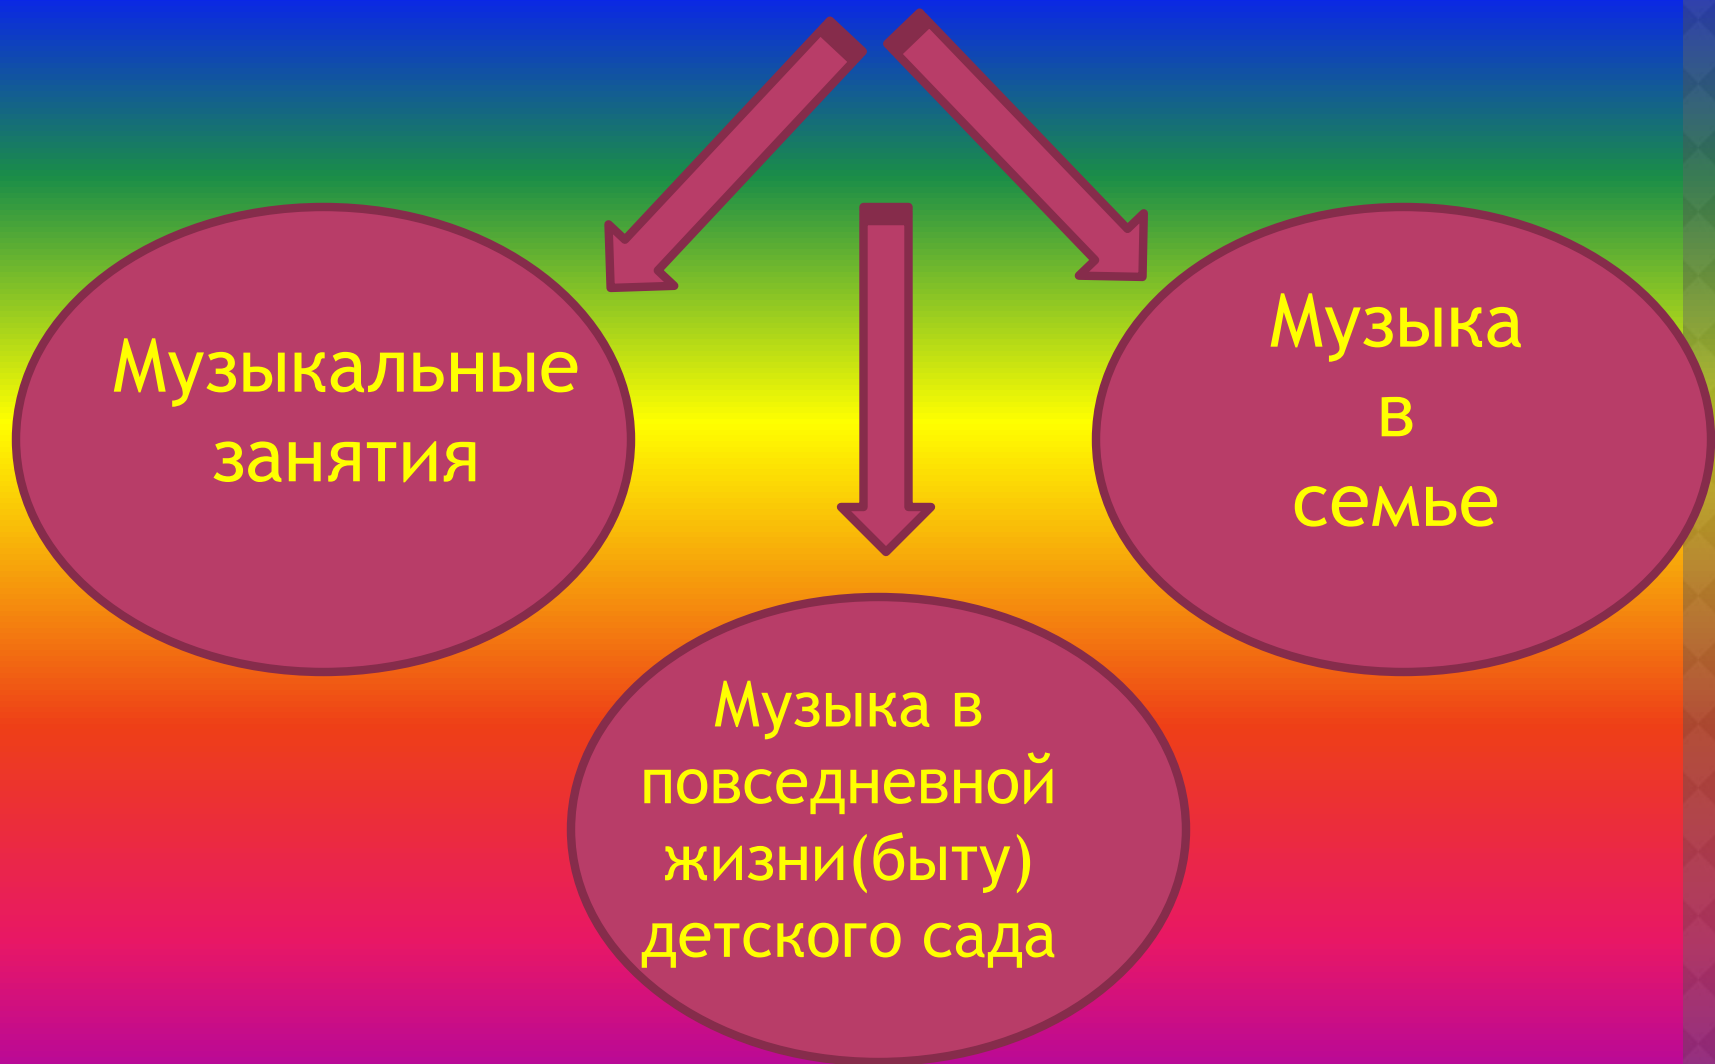 Музыкальные
занятия
Музыка
в
семье
Музыка в
повседневной
жизни(быту)
детского сада